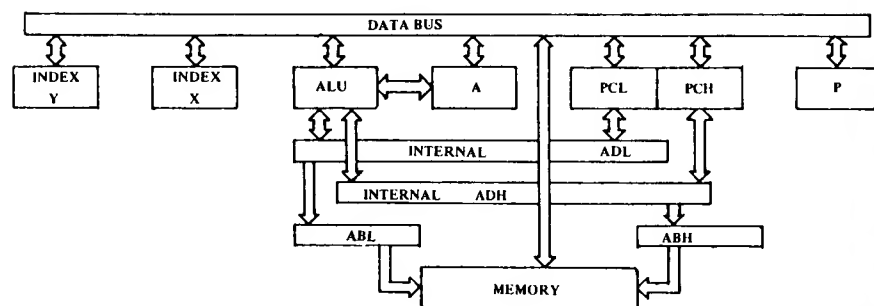 DATA BUS
INDEX
Y
INDEX
X
ALU
A
PCL
PCH
P
INTERNAL ADL
INTERNAL ADH
ABL
ABH
MEMORY